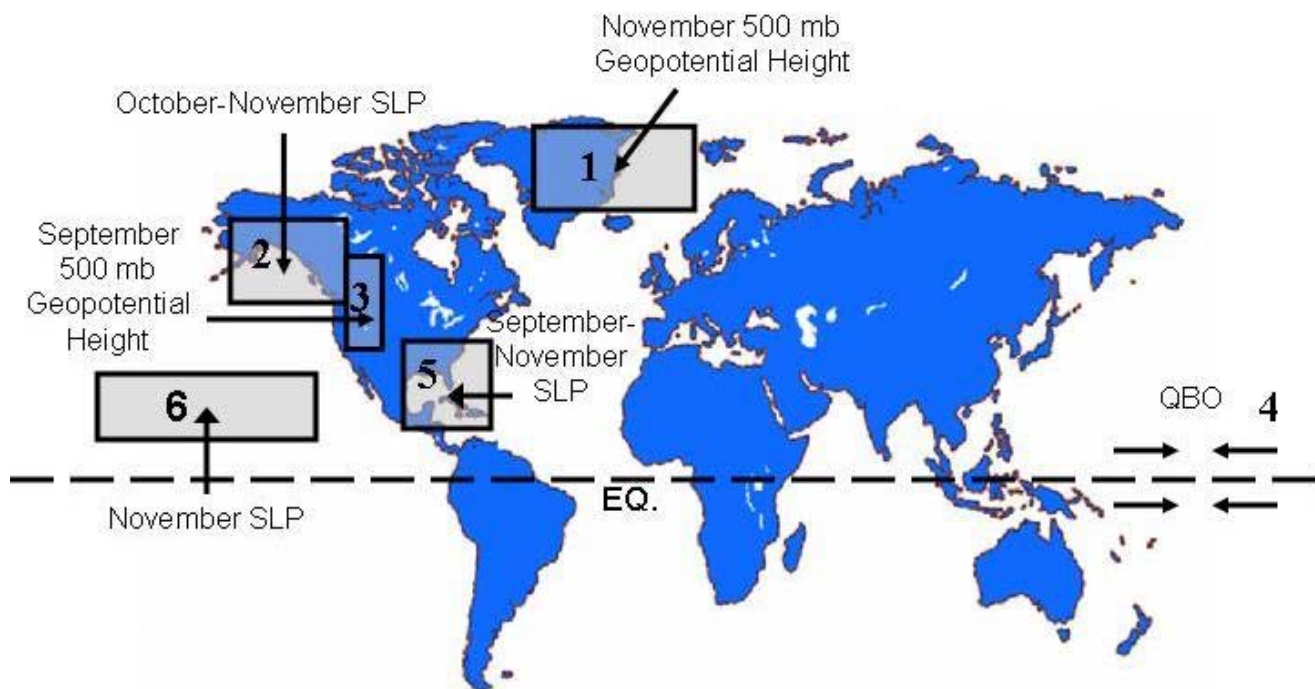 November 500 mb
Geopotential Height
October-November SLP
1
September
500 mb
Geopotential
Height
2
3
September-
November
SLP
5
6
QBO
4
EQ.
November SLP